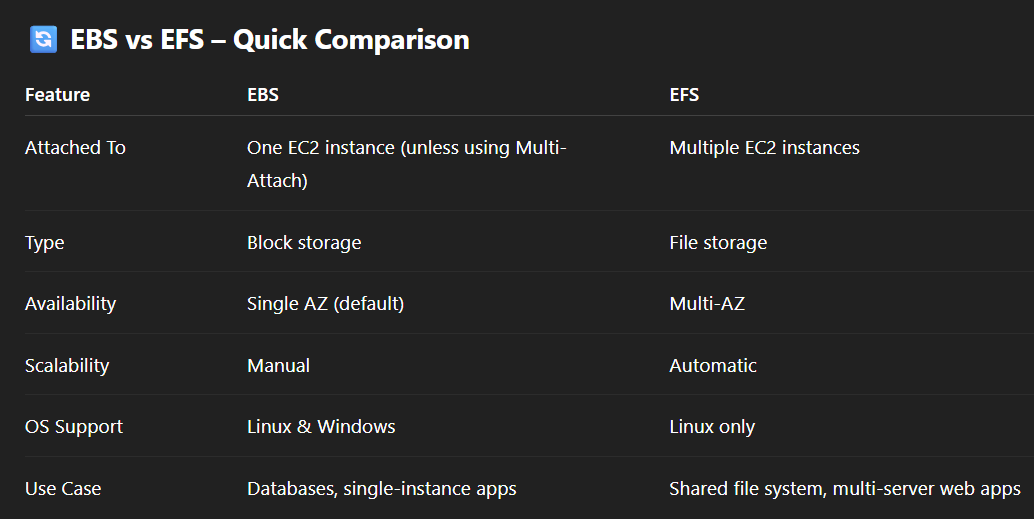 🔄 EBS vs EFS – Quick Comparison
Feature EBS EFS
Attached To One EC2 instance (unless using Multi- Multiple EC2 instances
Attach)
Type Block storage File storage
Availability Single AZ (default) Multi-AZ
Scalability Manual Automatic
OS Support Linux & Windows Linux only
Use Case Databases, single-instance apps Shared file system, multi-server web apps